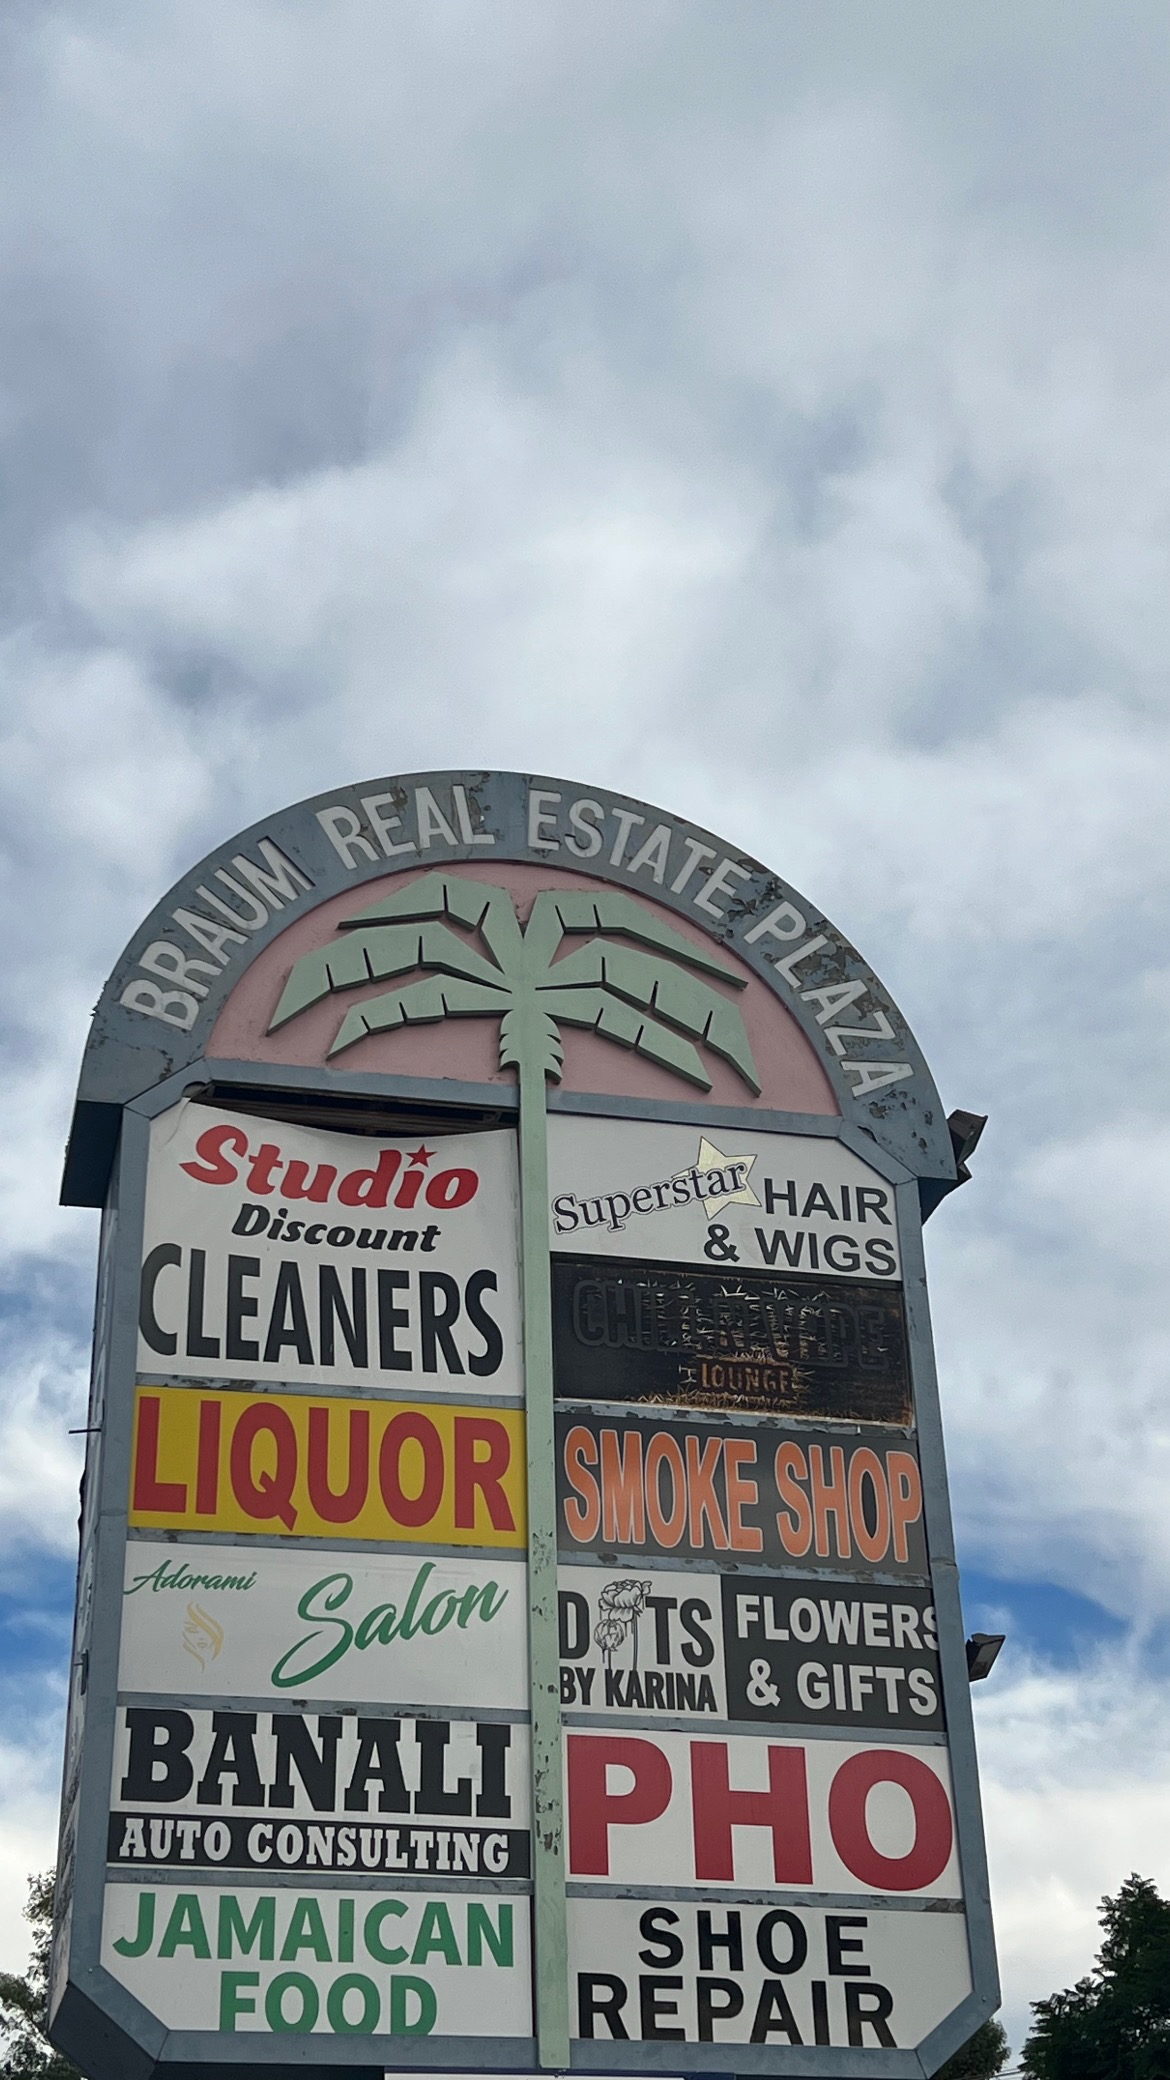 BRAUM REAL ESTATE PLAZA
Studio
Discount
CLEANERS
LIQUOR
Adorami
Salon
BANALI
AUTO CONSULTING
JAMAICAN
FOOD
Superstar HAIR
& WIGS
LOUNGE
SMOKE SHOP
D TS
BY KARINA
FLOWERS
& GIFTS
PHO
SHOE
REPAIR